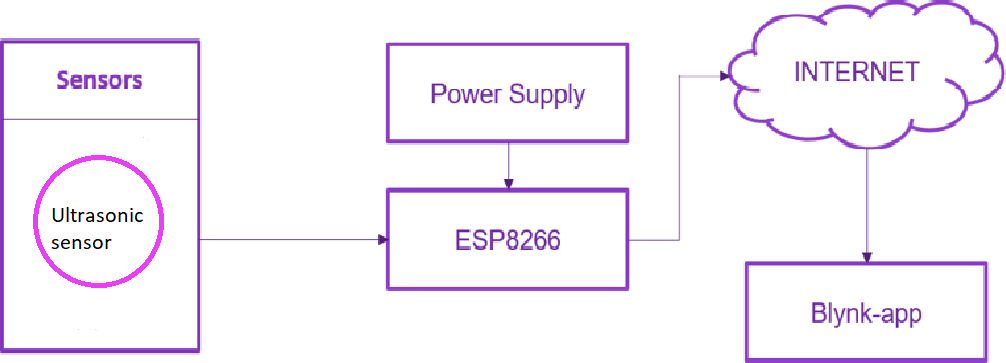 Sensors
Ultrasonic
sensor
Power Supply
ESP8266
INTERNET
Blynk-app